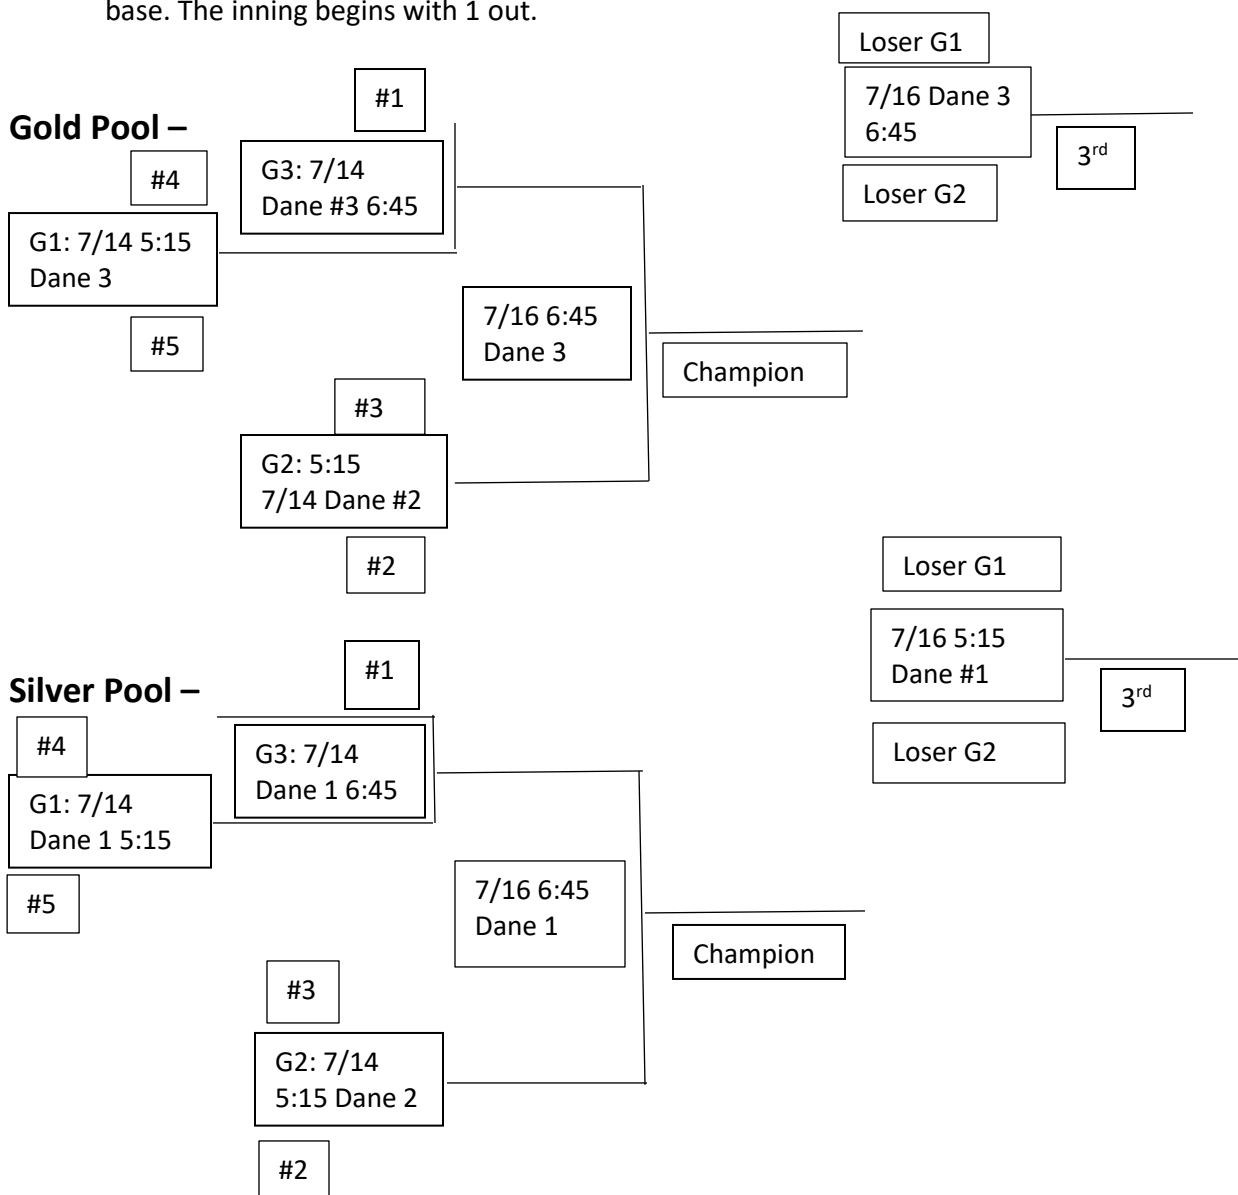 base. The inning begins with 1 out.
Loser G1
7/16 Dane 3
6:45
3rd
Loser G2
#1
Gold Pool –
#4
G3: 7/14
Dane #3 6:45
G1: 7/14 5:15
Dane 3
#5
7/16 6:45
Dane 3
Champion
#3
G2: 5:15
7/14 Dane #2
#2
Loser G1
7/16 5:15
Dane #1
3rd
Loser G2
#1
Silver Pool –
#4
G3: 7/14
Dane 1 6:45
G1: 7/14
Dane 1 5:15
#5
7/16 6:45
Dane 1
Champion
#3
G2: 7/14
5:15 Dane 2
#2